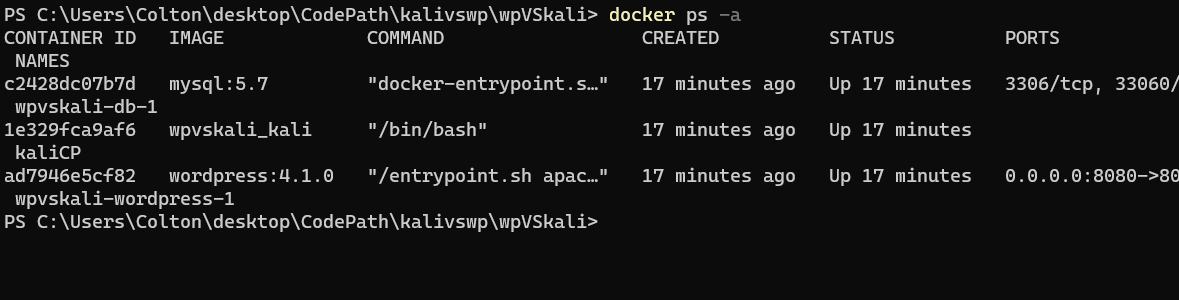 PS C:\Users\Colton\desktop\CodePath\kalivswp\wpVSkali> docker ps -a
CONTAINER ID   IMAGE             COMMAND                  CREATED          STATUS          PORTS
 NAMES
c2428dc07b7d   mysql:5.7         "docker-entrypoint.s…"   17 minutes ago   Up 17 minutes   3306/tcp, 33060/
 wpvskali-db-1
1e329fca9af6   wpvskali_kali     "/bin/bash"              17 minutes ago   Up 17 minutes
 kaliCP
ad7946e5cf82   wordpress:4.1.0   "/entrypoint.sh apac…"   17 minutes ago   Up 17 minutes   0.0.0.0:8080->80
 wpvskali-wordpress-1
PS C:\Users\Colton\desktop\CodePath\kalivswp\wpVSkali>